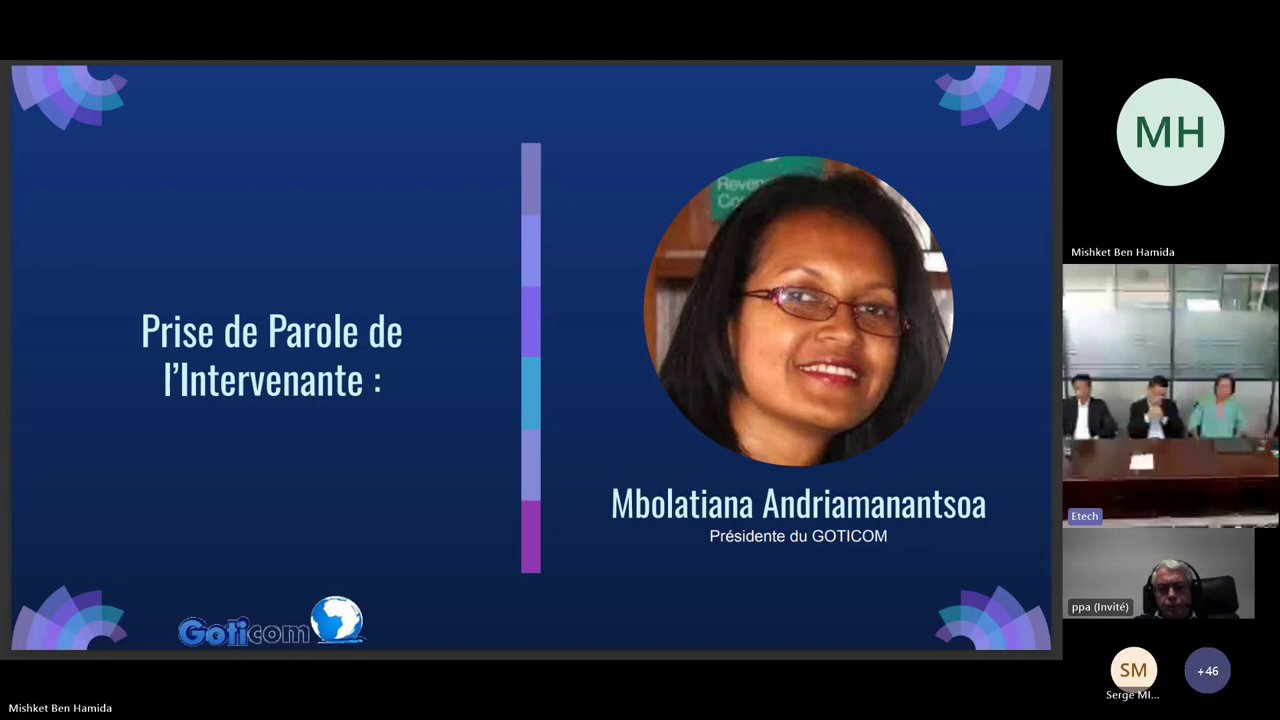 Prise de Parole de
l'Intervenante :
Mbolatiana Andriamanantsoa
Présidente du GOTICOM
Goticom
MH
Mishket Ben Hamida
Etech
ppa (Invité)
SM
Serge MI...
+46
Mishket Ben Hamida